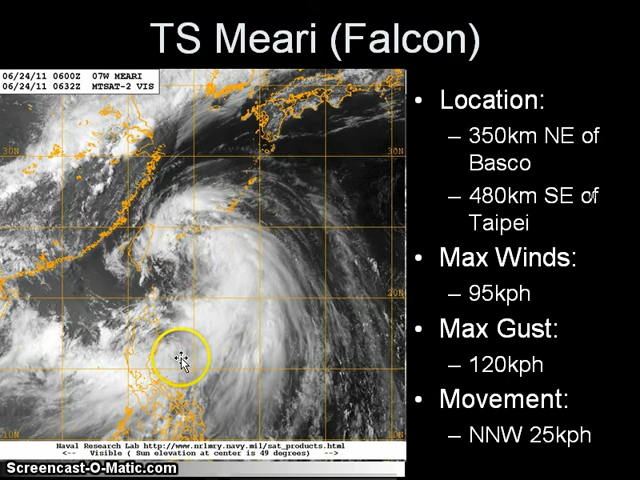 TS Meari (Falcon)
06/24/11 0600Z 07W MEARI
06/24/11 0632Z MTSAT-2 VIS
30N
30N
20N
10N
10N
Naval Research Lab http://www.nrlmry.navy.mil/sat_products.html
<-- Visible ( Sun elevation at center is 49 degrees) -->
Screencast-O-Matic.com
• Location:
– 350km NE of
Basco
– 480km SE of
Taipei
• Max Winds:
– 95kph
• Max Gust:
– 120kph
• Movement:
– NNW 25kph